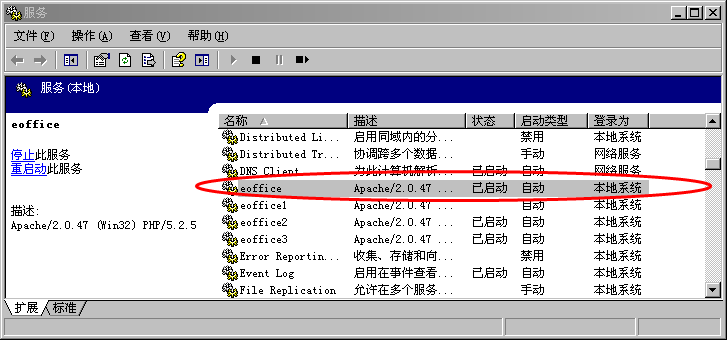 服务
文件(F) 操作(A) 查看(V) 帮助(H)
服务(本地)
eoffice
停止此服务
重启动此服务
描述:
Apache/2.0.47 (Win32) PHP/5.2.5
名称 描述 状态 启动类型 登录为
Distributed Li... 启用同域内的分... 禁用 本地系统
Distributed Tr... 协调跨多个数据... 手动 网络服务
DNS Client 为此计算机解析... 已启动 自动 网络服务
eoffice Apache/2.0.47 ... 已启动 自动 本地系统
eoffice1 Apache/2.0.47 ... 自动 本地系统
eoffice2 Apache/2.0.47 ... 已启动 自动 本地系统
eoffice3 Apache/2.0.47 ... 已启动 自动 本地系统
Error Reportin... 收集、存储和向... 禁用 本地系统
Event Log 启用在事件查看... 已启动 自动 本地系统
File Replication 允许在多个服务... 手动 本地系统
扩展 标准